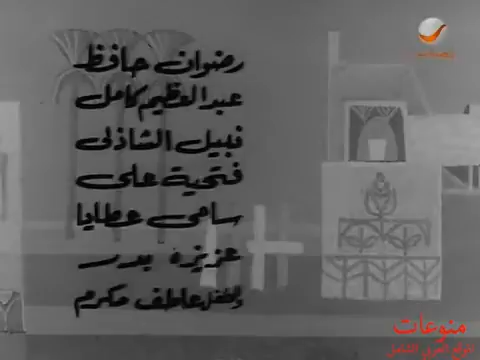 رضوان حافظ
عبد العظيم كامل
نبيل الشاذلى
فتحية على
سامى عطايا
عزيزة بدر
والطفل عاطف مكرم
منوعات